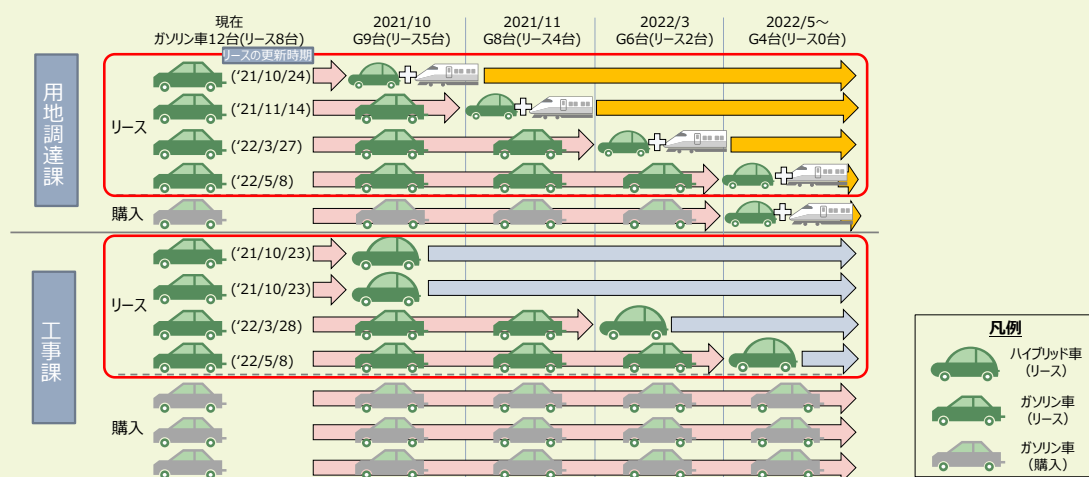 現在
ガソリン車12台(リース8台)
2021/10
G9台(リース5台)
2021/11
G8台(リース4台)
2022/3
G6台(リース2台)
2022/5～
G4台(リース0台)
リースの更新時期
用地調達課
リース
('21/10/24)
('21/11/14)
('22/3/27)
('22/5/8)
購入
工事課
リース
('21/10/23)
('21/10/23)
('22/3/28)
('22/5/8)
購入
凡例
ハイブリッド車
(リース)
ガソリン車
(リース)
ガソリン車
(購入)